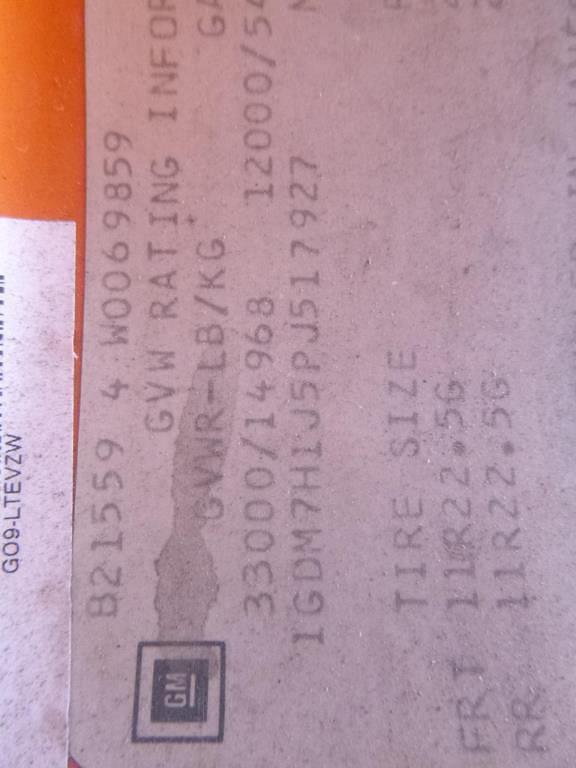 GO9-LTEVZW
B21559 4 W0069859
GM
GVW RATING INFOR
GVWR-LB/KG GA
33000/14968 12000/54
1GDM7H1J5PJ517927
TIRE SIZE
FRT 11R22.5G
RR 11R22.5G